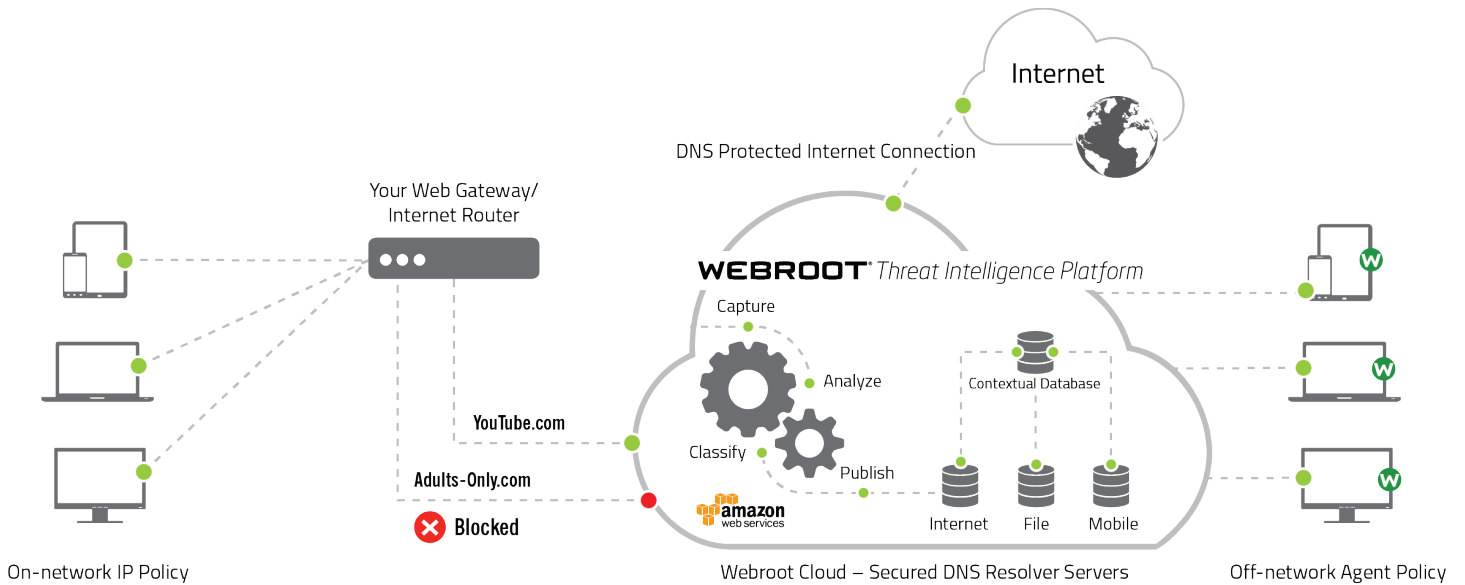 Internet
DNS Protected Internet Connection
Your Web Gateway/
Internet Router
WEBROOT® Threat Intelligence Platform
Capture
Analyze
Contextual Database
YouTube.com
Classify
Publish
Adults-Only.com
Blocked
amazon
web services
Internet
File
Mobile
W
W
W
On-network IP Policy
Webroot Cloud – Secured DNS Resolver Servers
Off-network Agent Policy